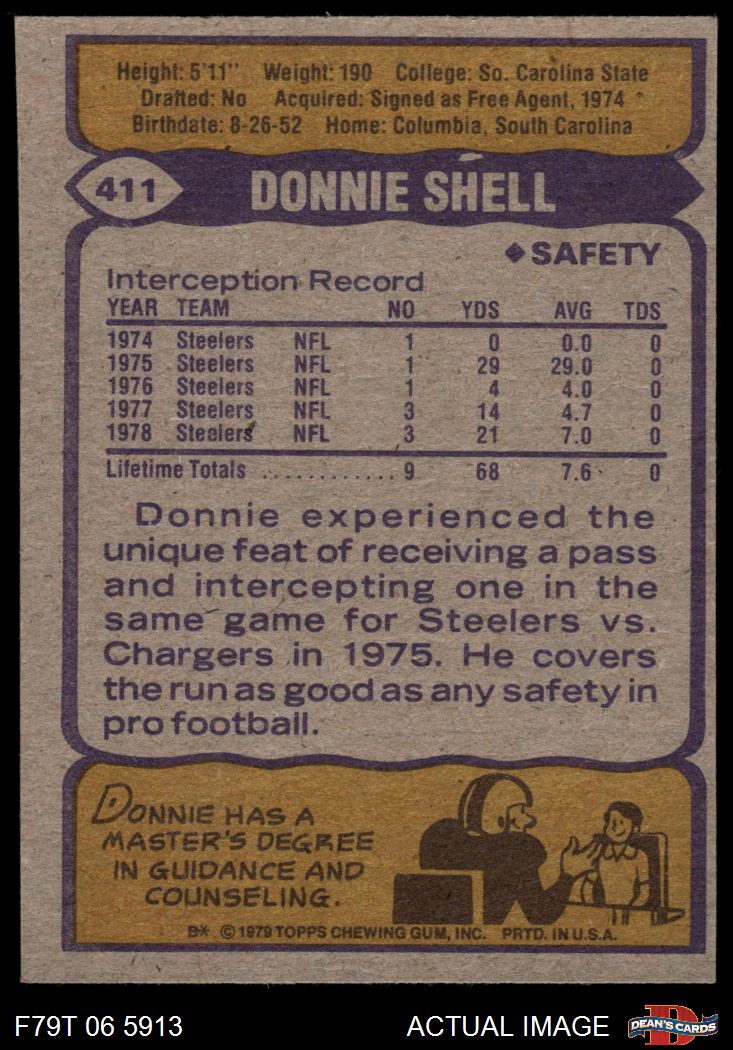 Height: 5'11" Weight: 190 College: So. Carolina State
Drafted: No Acquired: Signed as Free Agent, 1974
Birthdate: 8-26-52 Home: Columbia, South Carolina
411 DONNIE SHELL
◆SAFETY
Interception Record
YEAR TEAM NO YDS AVG TDS
1974 Steelers NFL 1 0 0.0 0
1975 Steelers NFL 1 29 29.0 0
1976 Steelers NFL 1 4 4.0 0
1977 Steelers NFL 3 14 4.7 0
1978 Steelers NFL 3 21 7.0 0
Lifetime Totals ............ 9 68 7.6 0
Donnie experienced the
unique feat of receiving a pass
and intercepting one in the
same game for Steelers vs.
Chargers in 1975. He covers
the run as good as any safety in
pro football.
DONNIE HAS A
MASTER'S DEGREE
IN GUIDANCE AND
COUNSELING.
B* © 1979 TOPPS CHEWING GUM, INC. PRTD. IN U.S.A.
F79T 06 5913 ACTUAL IMAGE DEAN'S CARDS